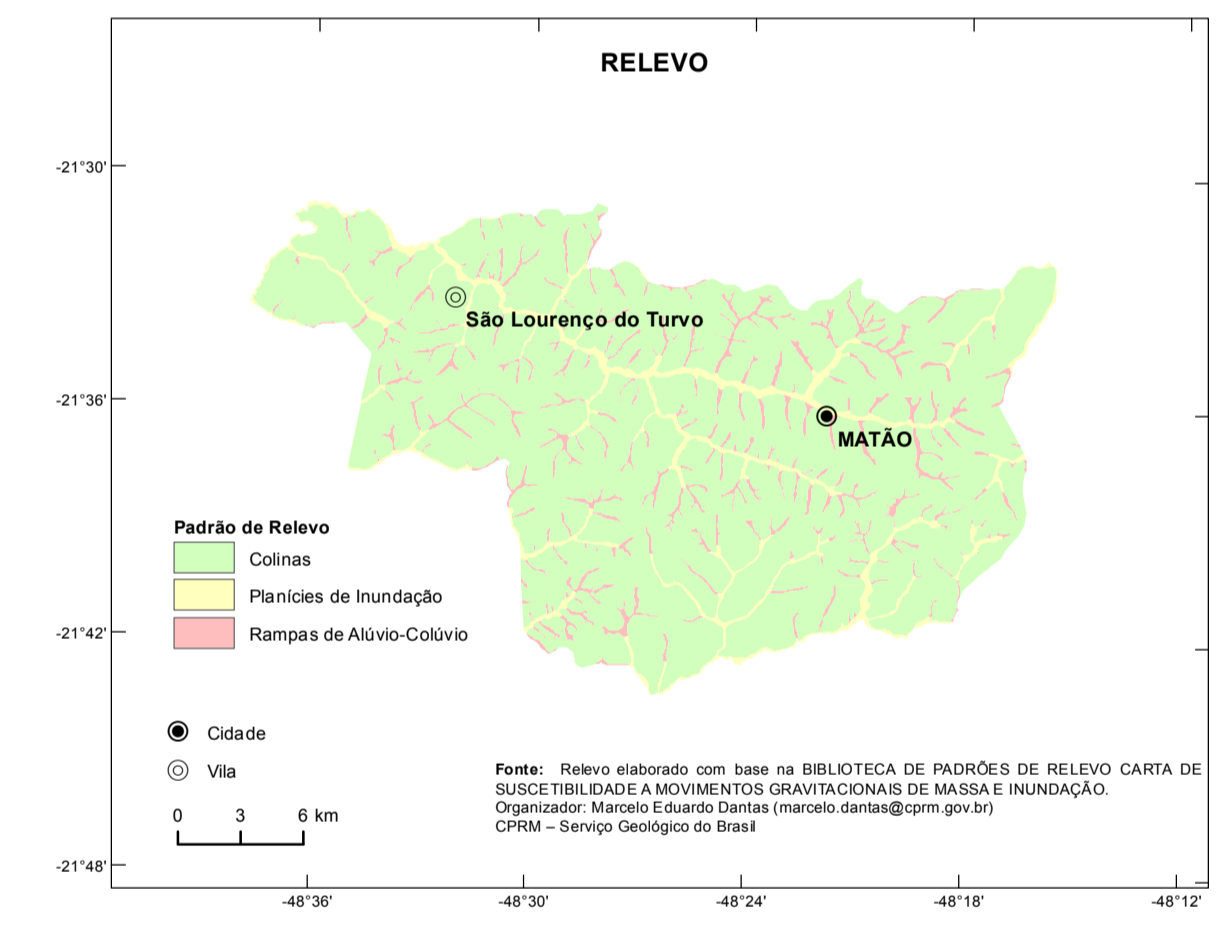 RELEVO
-21°30'
São Lourenço do Turvo
-21°36'
MATÃO
Padrão de Relevo
Colinas
Planícies de Inundação
Rampas de Alúvio-Colúvio
-21°42'
Cidade
Vila
0 3 6 km
Fonte: Relevo elaborado com base na BIBLIOTECA DE PADRÕES DE RELEVO CARTA DE
SUSCETIBILIDADE A MOVIMENTOS GRAVITACIONAIS DE MASSA E INUNDAÇÃO.
Organizador: Marcelo Eduardo Dantas (marcelo.dantas@cprm.gov.br)
CPRM – Serviço Geológico do Brasil
-21°48'
-48°36' -48°30' -48°24' -48°18' -48°12'